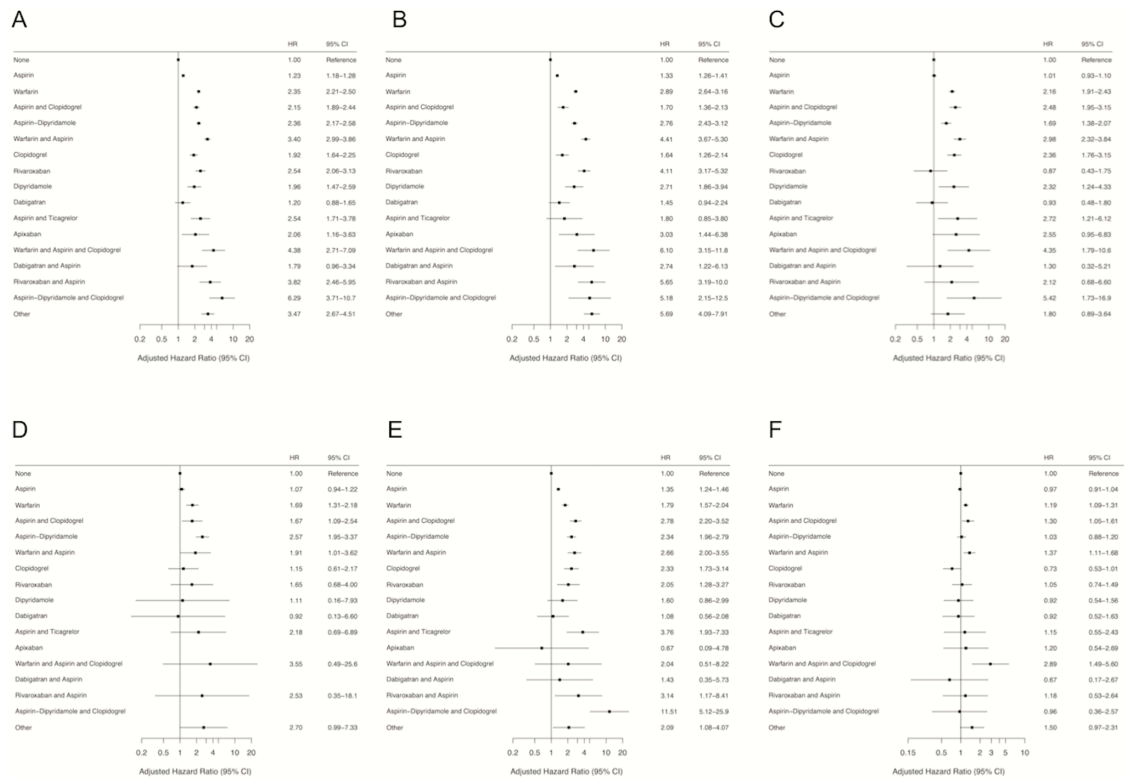 A
HR 95% CI
None 1.00 Reference
Aspirin 1.23 1.18–1.28
Warfarin 2.35 2.21–2.50
Aspirin and Clopidogrel 2.15 1.89–2.44
Aspirin–Dipyridamole 2.36 2.17–2.58
Warfarin and Aspirin 3.40 2.99–3.86
Clopidogrel 1.92 1.64–2.25
Rivaroxaban 2.54 2.06–3.13
Dipyridamole 1.96 1.47–2.59
Dabigatran 1.20 0.88–1.65
Aspirin and Ticagrelor 2.54 1.71–3.78
Apixaban 2.06 1.16–3.63
Warfarin and Aspirin and Clopidogrel 4.38 2.71–7.09
Dabigatran and Aspirin 1.79 0.96–3.34
Rivaroxaban and Aspirin 3.82 2.46–5.95
Aspirin–Dipyridamole and Clopidogrel 6.29 3.71–10.7
Other 3.47 2.67–4.51
0.2 0.5 1 2 4 10 20
Adjusted Hazard Ratio (95% CI)
B
HR 95% CI
None 1.00 Reference
Aspirin 1.33 1.26–1.41
Warfarin 2.89 2.64–3.16
Aspirin and Clopidogrel 1.70 1.36–2.13
Aspirin–Dipyridamole 2.76 2.43–3.12
Warfarin and Aspirin 4.41 3.67–5.30
Clopidogrel 1.64 1.26–2.14
Rivaroxaban 4.11 3.17–5.32
Dipyridamole 2.71 1.86–3.94
Dabigatran 1.45 0.94–2.24
Aspirin and Ticagrelor 1.80 0.85–3.80
Apixaban 3.03 1.44–6.38
Warfarin and Aspirin and Clopidogrel 6.10 3.15–11.8
Dabigatran and Aspirin 2.74 1.22–6.13
Rivaroxaban and Aspirin 5.65 3.19–10.0
Aspirin–Dipyridamole and Clopidogrel 5.18 2.15–12.5
Other 5.69 4.09–7.91
0.2 0.5 1 2 4 10 20
Adjusted Hazard Ratio (95% CI)
C
HR 95% CI
None 1.00 Reference
Aspirin 1.01 0.93–1.10
Warfarin 2.16 1.91–2.43
Aspirin and Clopidogrel 2.48 1.95–3.15
Aspirin–Dipyridamole 1.69 1.38–2.07
Warfarin and Aspirin 2.98 2.32–3.84
Clopidogrel 2.36 1.76–3.15
Rivaroxaban 0.87 0.43–1.75
Dipyridamole 2.32 1.24–4.33
Dabigatran 0.93 0.48–1.80
Aspirin and Ticagrelor 2.72 1.21–6.12
Apixaban 2.55 0.95–6.83
Warfarin and Aspirin and Clopidogrel 4.35 1.79–10.6
Dabigatran and Aspirin 1.30 0.32–5.21
Rivaroxaban and Aspirin 2.12 0.68–6.60
Aspirin–Dipyridamole and Clopidogrel 5.42 1.73–16.9
Other 1.80 0.89–3.64
0.2 0.5 1 2 4 10 20
Adjusted Hazard Ratio (95% CI)
D
HR 95% CI
None 1.00 Reference
Aspirin 1.07 0.94–1.22
Warfarin 1.69 1.31–2.18
Aspirin and Clopidogrel 1.67 1.09–2.54
Aspirin–Dipyridamole 2.57 1.95–3.37
Warfarin and Aspirin 1.91 1.01–3.62
Clopidogrel 1.15 0.61–2.17
Rivaroxaban 1.65 0.68–4.00
Dipyridamole 1.11 0.16–7.93
Dabigatran 0.92 0.13–6.60
Aspirin and Ticagrelor 2.18 0.69–6.89
Apixaban
Warfarin and Aspirin and Clopidogrel 3.55 0.49–25.6
Dabigatran and Aspirin
Rivaroxaban and Aspirin 2.53 0.35–18.1
Aspirin–Dipyridamole and Clopidogrel
Other 2.70 0.99–7.33
0.2 0.5 1 2 4 10 20
Adjusted Hazard Ratio (95% CI)
E
HR 95% CI
None 1.00 Reference
Aspirin 1.35 1.24–1.46
Warfarin 1.79 1.57–2.04
Aspirin and Clopidogrel 2.78 2.20–3.52
Aspirin–Dipyridamole 2.34 1.96–2.79
Warfarin and Aspirin 2.66 2.00–3.55
Clopidogrel 2.33 1.73–3.14
Rivaroxaban 2.05 1.28–3.27
Dipyridamole 1.60 0.86–2.99
Dabigatran 1.08 0.56–2.08
Aspirin and Ticagrelor 3.76 1.93–7.33
Apixaban 0.67 0.09–4.78
Warfarin and Aspirin and Clopidogrel 2.04 0.51–8.22
Dabigatran and Aspirin 1.43 0.35–5.73
Rivaroxaban and Aspirin 3.14 1.17–8.41
Aspirin–Dipyridamole and Clopidogrel 11.51 5.12–25.9
Other 2.09 1.08–4.07
0.2 0.5 1 2 4 10 20
Adjusted Hazard Ratio (95% CI)
F
HR 95% CI
None 1.00 Reference
Aspirin 0.97 0.91–1.04
Warfarin 1.19 1.09–1.31
Aspirin and Clopidogrel 1.30 1.05–1.61
Aspirin–Dipyridamole 1.03 0.88–1.20
Warfarin and Aspirin 1.37 1.11–1.68
Clopidogrel 0.73 0.53–1.01
Rivaroxaban 1.05 0.74–1.49
Dipyridamole 0.92 0.54–1.56
Dabigatran 0.92 0.52–1.63
Aspirin and Ticagrelor 1.15 0.55–2.43
Apixaban 1.20 0.54–2.69
Warfarin and Aspirin and Clopidogrel 2.89 1.49–5.60
Dabigatran and Aspirin 0.67 0.17–2.67
Rivaroxaban and Aspirin 1.18 0.53–2.64
Aspirin–Dipyridamole and Clopidogrel 0.96 0.36–2.57
Other 1.50 0.97–2.31
0.15 0.5 1 3 5 10
Adjusted Hazard Ratio (95% CI)